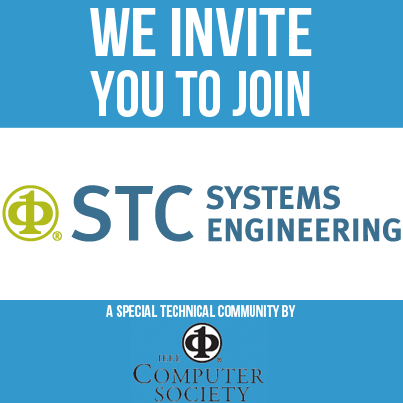 WE INVITE
YOU TO JOIN
® STC SYSTEMS
ENGINEERING
A SPECIAL TECHNICAL COMMUNITY BY
IEEE ®
COMPUTER
SOCIETY